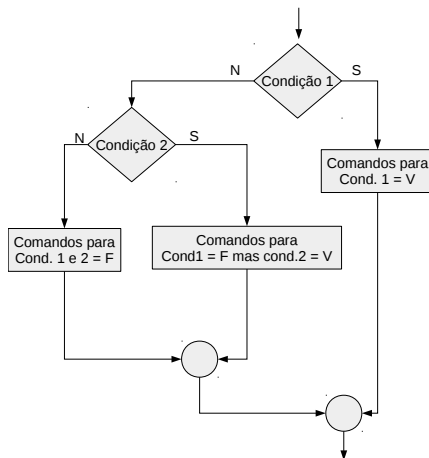 N
S
Condição 1
N
S
Condição 2
Comandos para
Cond. 1 = V
Comandos para
Cond. 1 e 2 = F
Comandos para
Cond1 = F mas cond.2 = V